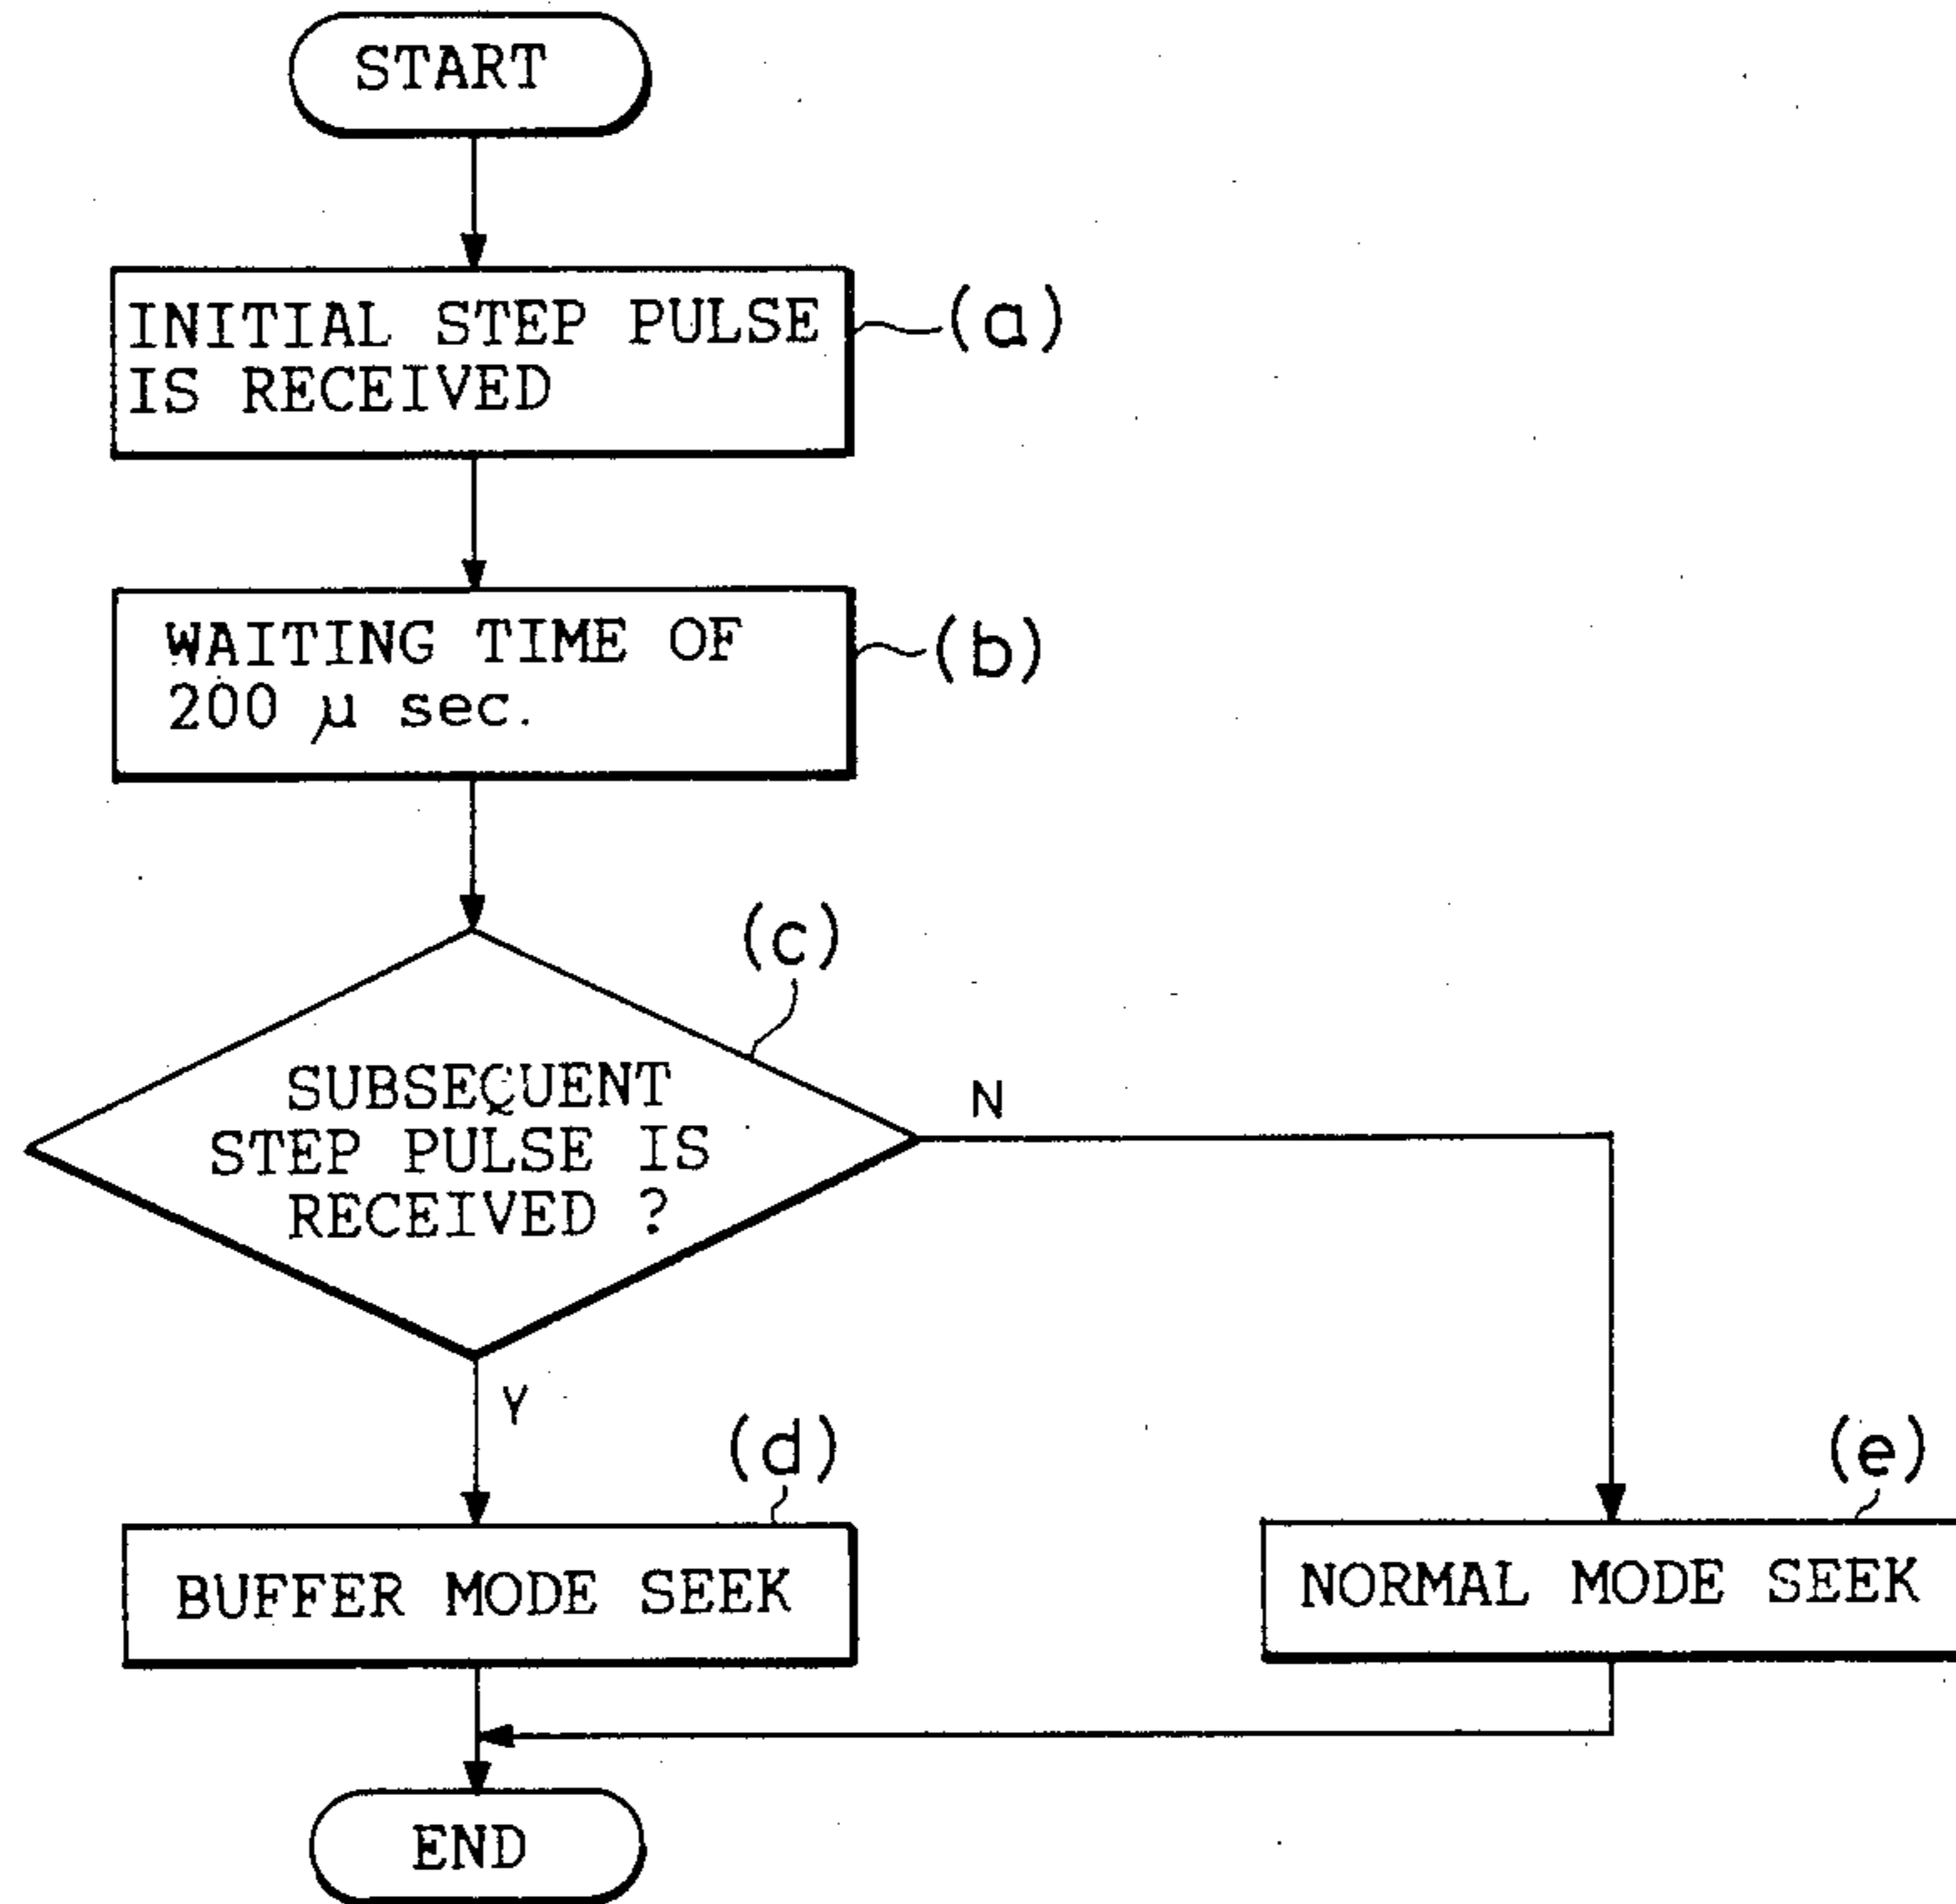 START
INITIAL STEP PULSE
IS RECEIVED
(a)
WAITING TIME OF
200 µ sec.
(b)
(c)
SUBSEQUENT
STEP PULSE IS
RECEIVED ?
N
Y
(d)
BUFFER MODE SEEK
(e)
NORMAL MODE SEEK
END